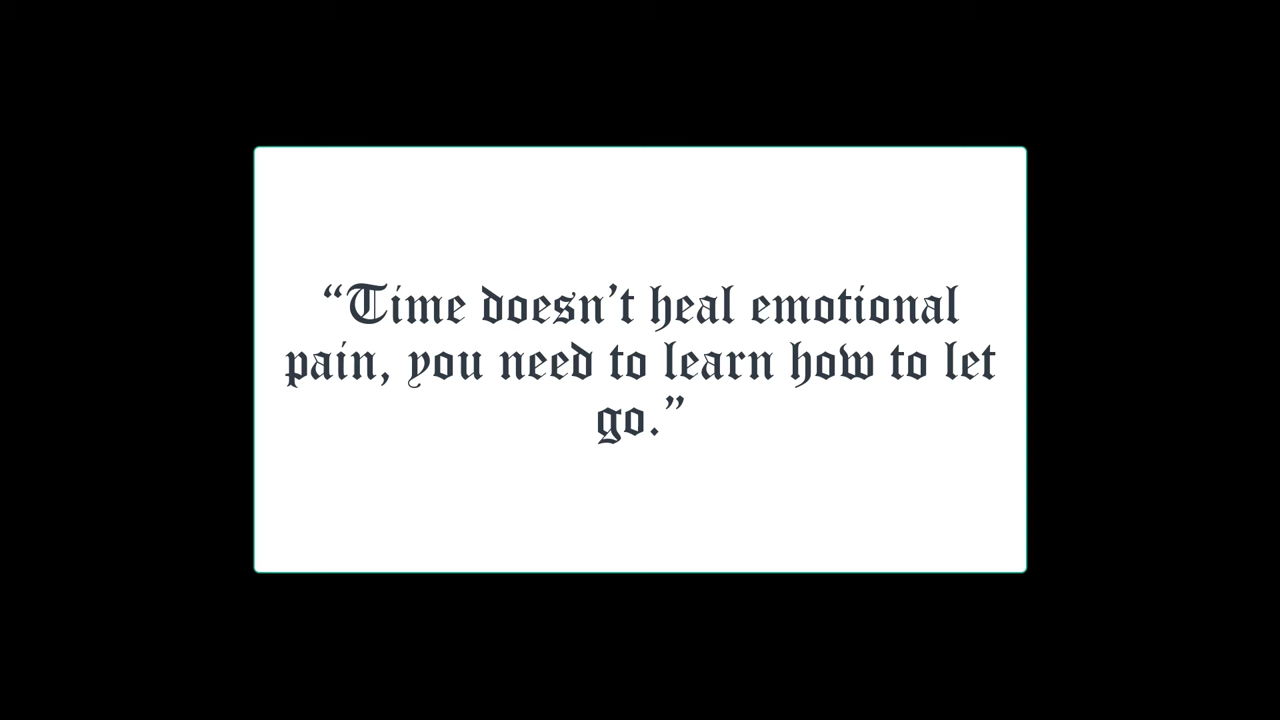 “Time doesn’t heal emotional
pain, you need to learn how to let
go.”